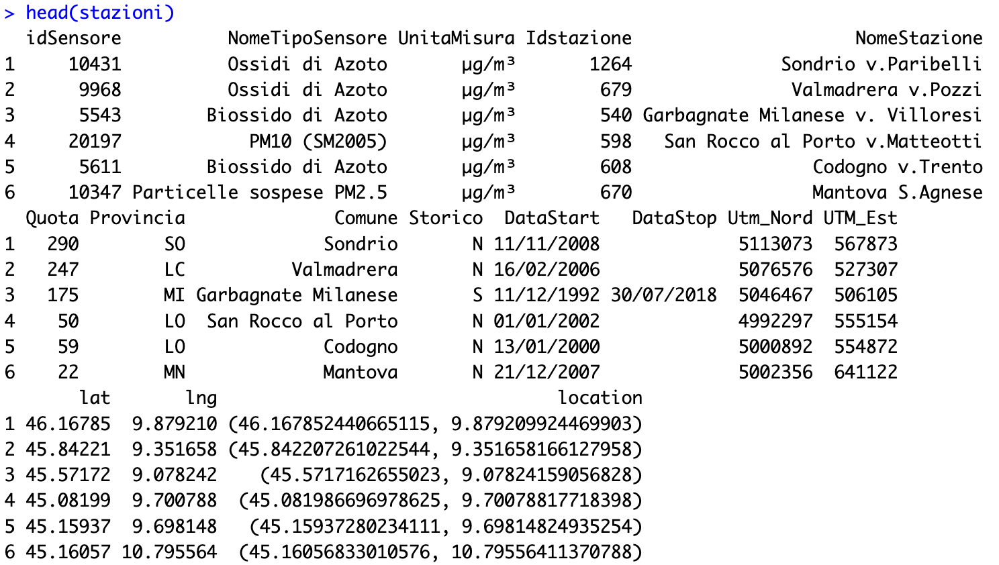 > head(stazioni)
idSensore NomeTipoSensore UnitaMisura Idstazione NomeStazione
1 10431 Ossidi di Azoto µg/m³ 1264 Sondrio v.Paribelli
2 9968 Ossidi di Azoto µg/m³ 679 Valmadrera v.Pozzi
3 5543 Biossido di Azoto µg/m³ 540 Garbagnate Milanese v. Villoresi
4 20197 PM10 (SM2005) µg/m³ 598 San Rocco al Porto v.Matteotti
5 5611 Biossido di Azoto µg/m³ 608 Codogno v.Trento
6 10347 Particelle sospese PM2.5 µg/m³ 670 Mantova S.Agnese
Quota Provincia Comune Storico DataStart DataStop Utm_Nord UTM_Est
1 290 SO Sondrio N 11/11/2008 5113073 567873
2 247 LC Valmadrera N 16/02/2006 5076576 527307
3 175 MI Garbagnate Milanese S 11/12/1992 30/07/2018 5046467 506105
4 50 LO San Rocco al Porto N 01/01/2002 4992297 555154
5 59 LO Codogno N 13/01/2000 5000892 554872
6 22 MN Mantova N 21/12/2007 5002356 641122
lat lng location
1 46.16785 9.879210 (46.167852440665115, 9.879209924469903)
2 45.84221 9.351658 (45.842207261022544, 9.351658166127958)
3 45.57172 9.078242 (45.5717162655023, 9.07824159056828)
4 45.08199 9.700788 (45.081986696978625, 9.70078817718398)
5 45.15937 9.698148 (45.15937280234111, 9.69814824935254)
6 45.16057 10.795564 (45.16056833010576, 10.79556411370788)